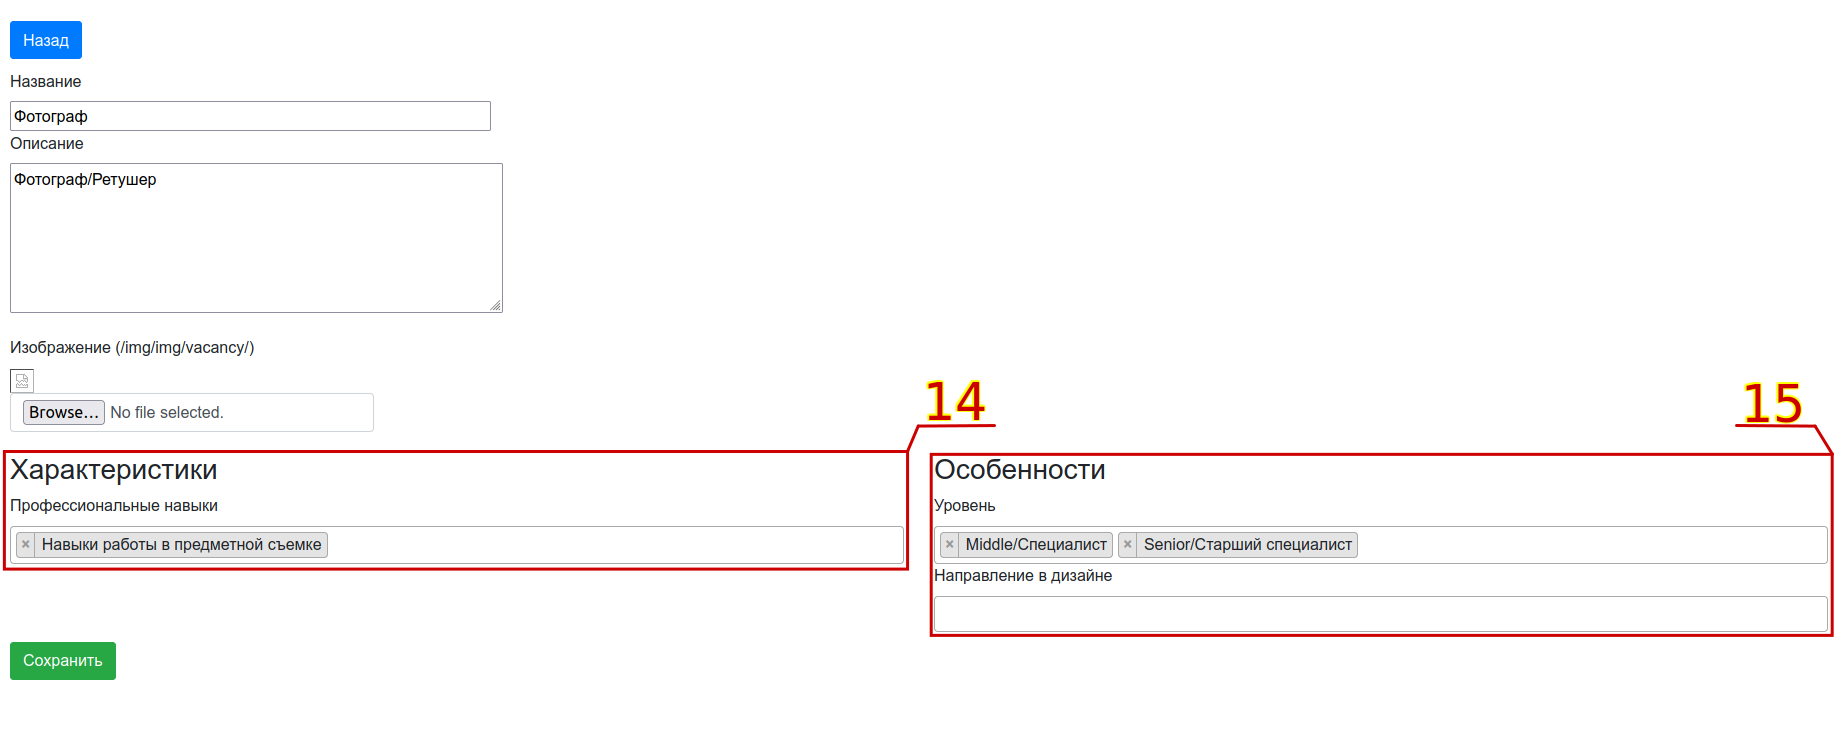 Назад
Название
Фотограф
Описание
Фотограф/Ретушер
Изображение (/img/img/vacancy/)
Browse... No file selected.
14
15
Характеристики
Профессиональные навыки
× Навыки работы в предметной съемке
Особенности
Уровень
× Middle/Специалист × Senior/Старший специалист
Направление в дизайне
Сохранить